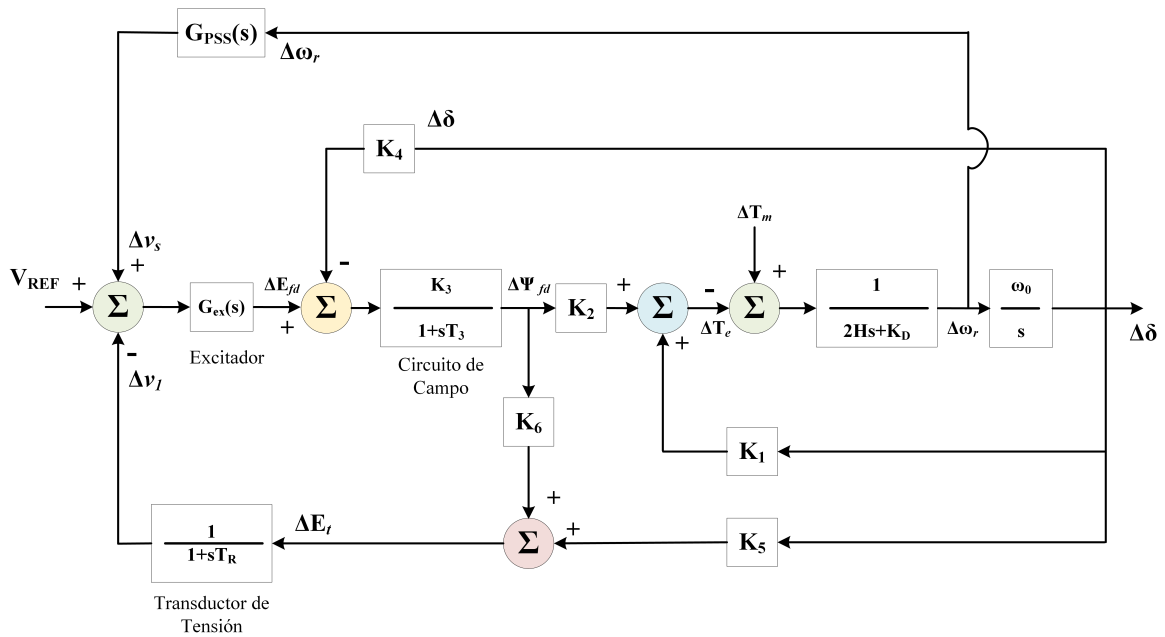 G_PSS(s)
Δω_r
Δδ
K_4
ΔT_m
Δv_s
+
-
+
V_REF
+
Σ
G_ex(s)
ΔE_fd
+
Σ
K_3
1+sT_3
ΔΨ_fd
K_2
+
Σ
-
ΔT_e
Σ
1
2Hs+K_D
Δω_r
ω_0
s
Δδ
+
-
Δv_1
Excitador
Circuito de
Campo
K_6
K_1
+
+
Σ
K_5
ΔE_t
1
1+sT_R
Transductor de
Tensión